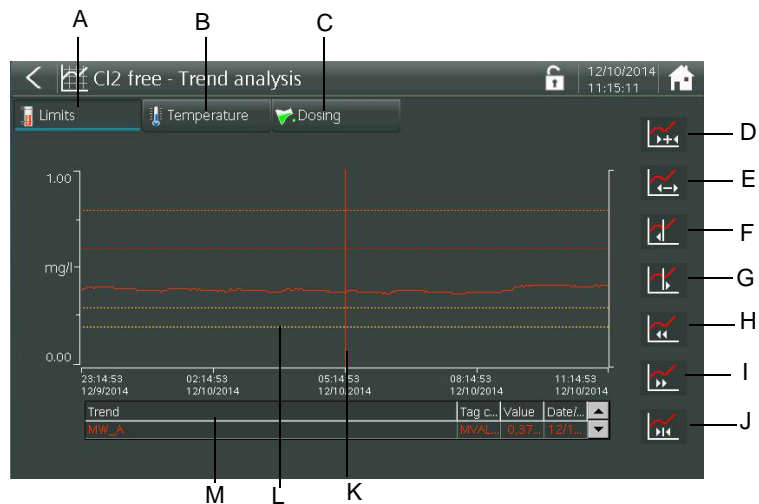 A
B
C
Cl2 free - Trend analysis
12/10/2014
11:15:11
Limits
Temperature
Dosing
D
E
F
G
H
I
J
1.00
mg/l
0.00
23:14:53 02:14:53 05:14:53 08:14:53 11:14:53
12/9/2014 12/10/2014 12/10/2014 12/10/2014 12/10/2014
Trend Tag c... Value Date/...
MW_A MVAL... 0,37... 12/1...
M
L
K